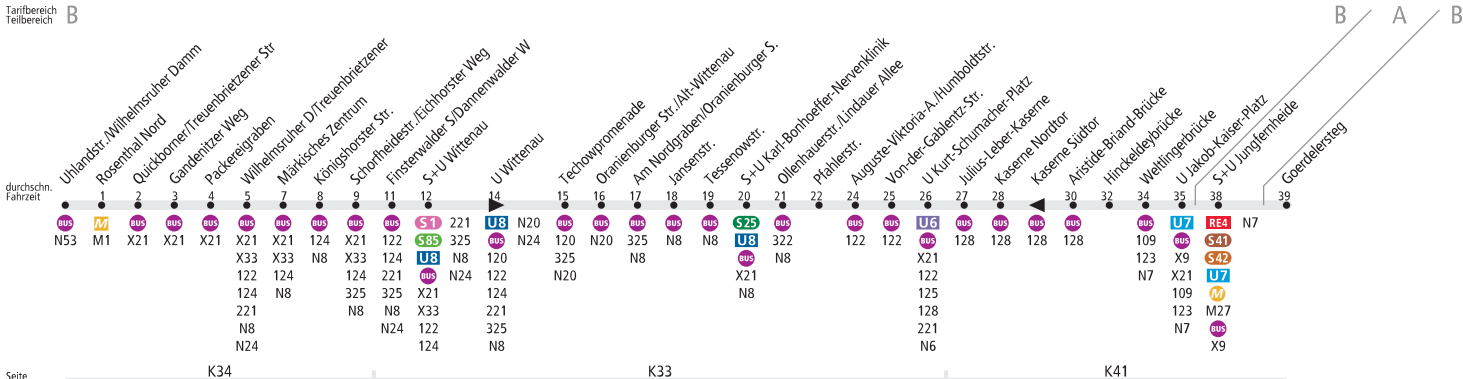 Tarifbereich
Teilbereich
B
B
A
B
Uhlandstr./Wilhelmsruher Damm
Rosenthal Nord
Quickborner/Treuenbrietzener Str
Gandenitzer Weg
Packereigraben
Wilhelmsruher D/Treuenbrietzener
Märkisches Zentrum
Königshorster Str.
Schorfheidestr./Eichhorster Weg
Finsterwalder S/Dannenwalder W
S+U Wittenau
U Wittenau
Techowpromenade
Oranienburger Str./Alt-Wittenau
Am Nordgraben/Oranienburger S.
Jansenstr.
Tessenowstr.
S+U Karl-Bonhoeffer-Nervenklinik
Ollenhauerstr./Lindauer Allee
Pfahlerstr.
Auguste-Viktoria-A./Humboldtstr.
Von-der-Gablentz-Str.
U Kurt-Schumacher-Platz
Julius-Leber-Kaserne
Kaserne Nordtor
Kaserne Südtor
Aristide-Briand-Brücke
Hinckeldeybrücke
Weltlingerbrücke
U Jakob-Kaiser-Platz
S+U Jungfernheide
Goerdelersteg
durchschn.
Fahrzeit
1 2 3 4 5 7 8 9 11 12 14 15 16 17 18 19 20 21 22 24 25 26 27 28 30 32 34 35 38 39
BUS M BUS BUS BUS BUS BUS BUS BUS BUS S1 221 U8 N20 BUS BUS BUS BUS BUS S25 BUS BUS BUS U6 BUS BUS BUS BUS BUS U7 RE4 N7
N53 M1 X21 X21 X21 X21 X21 124 X21 122 S85 325 BUS N24 120 N20 325 N8 N8 U8 322 122 122 BUS 128 128 128 128 109 BUS S41
X33 X33 N8 X33 124 U8 N8 120 325 N8 BUS N8 X21 123 X9 S42
122 124 124 221 BUS N24 122 N20 X21 122 N7 X21 U7
124 N8 325 325 X21 124 N8 125 109 M
221 N8 N8 X33 221 128 123 M27
N8 N24 122 325 221 N7 BUS
N24 124 N8 N6 X9
Seite
K34
K33
K41